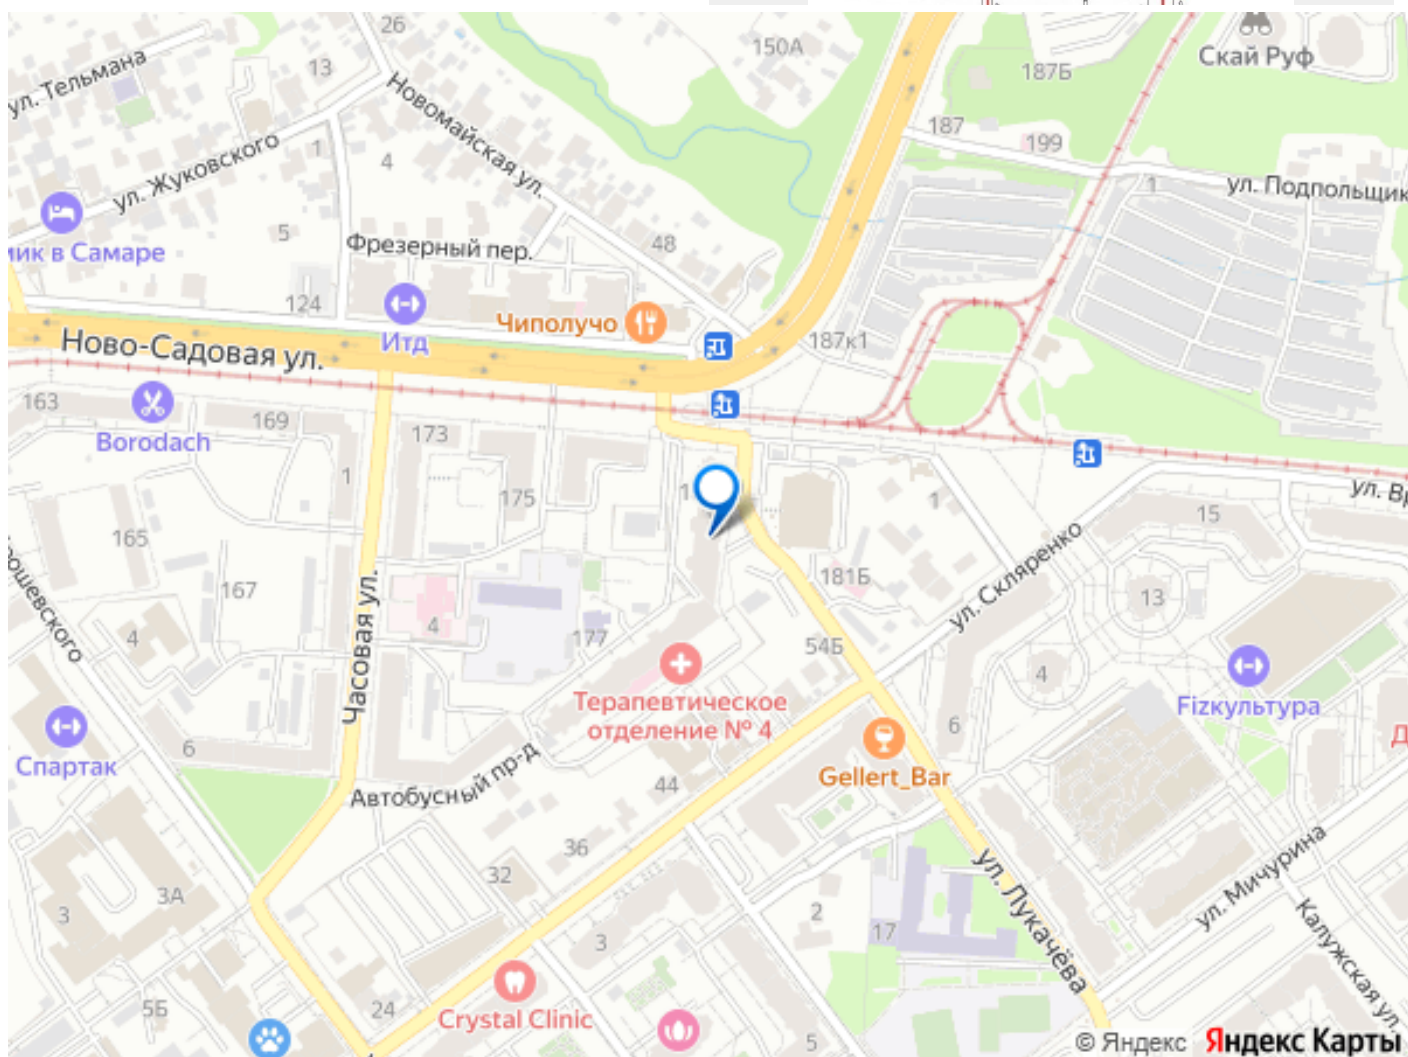 26
150А
Скай Руф
187Б
ул. Тельмана
13
Новомайская ул.
187
199
ул. Жуковского
1
4
1
ул. Подпольщик
5
48
мик в Самаре
Фрезерный пер.
124
Чиполучо
187к1
Итд
Ново-Садовая ул.
163
169
173
Borodach
1
175
1
15
ул. Вр
165
167
ул. Скляренко
181Б
13
4
Часовая ул.
4
177
54Б
4
рошевского
Терапевтическое
отделение № 4
Fizкультура
6
6
Спартак
Д
Gellert_Bar
44
Автобусный пр-д
36
32
3А
3
ул. Лукачёва
ул. Мичурина
2
17
3
Калужская ул.
5Б
24
Crystal Clinic
5
© Яндекс Яндекс Карты